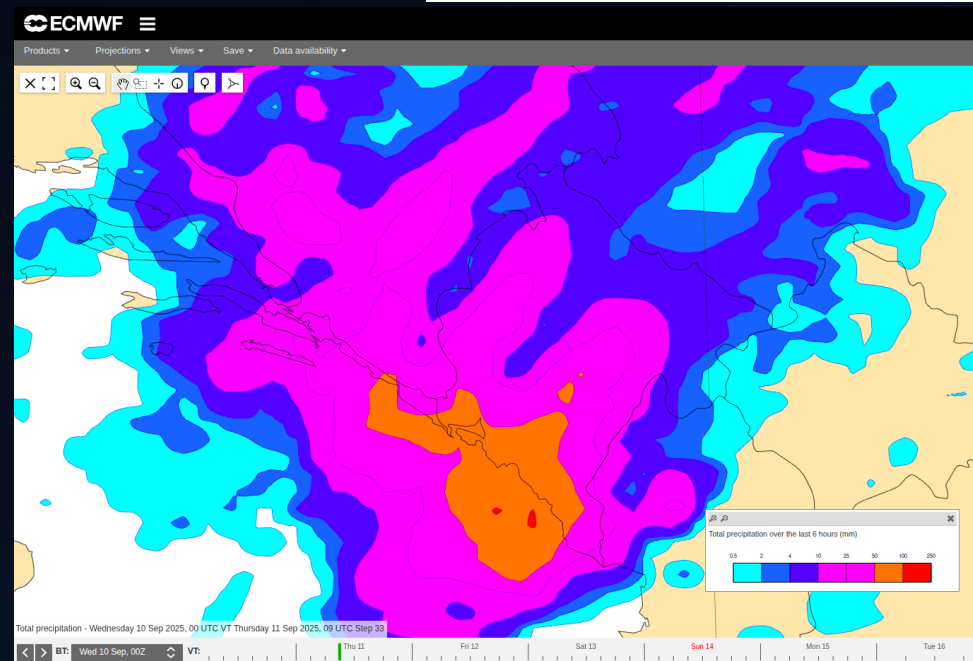 ECMWF
Products Projections Views Save Data availability
Total precipitation over the last 6 hours (mm)
0.5 2 4 10 25 50 100 250
Total precipitation - Wednesday 10 Sep 2025, 00 UTC VT Thursday 11 Sep 2025, 09 UTC Step 33
BT: Wed 10 Sep, 00Z VT: Thu 11 Fri 12 Sat 13 Sun 14 Mon 15 Tue 16